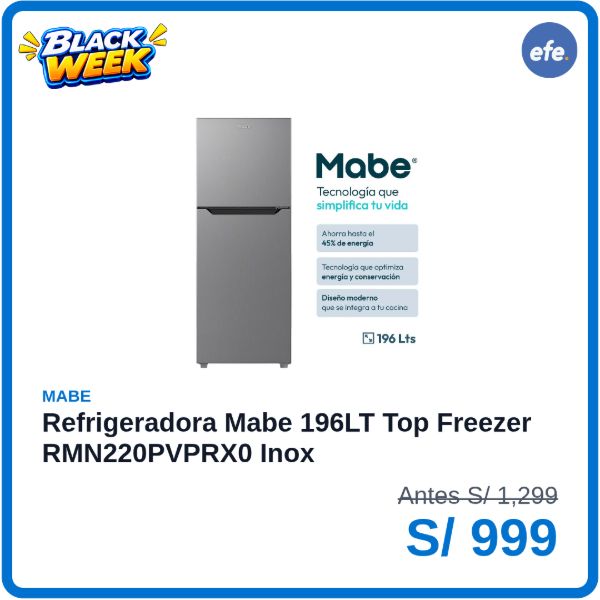 BLACK
WEEK
efe.
Mabe®
Tecnología que
simplifica tu vida
Ahorra hasta el
45% de energía
Tecnología que optimiza
energía y conservación
Diseño moderno
que se integra a tu cocina
196 Lts
MABE
Refrigeradora Mabe 196LT Top Freezer
RMN220PVPRX0 Inox
Antes S/ 1,299
S/ 999